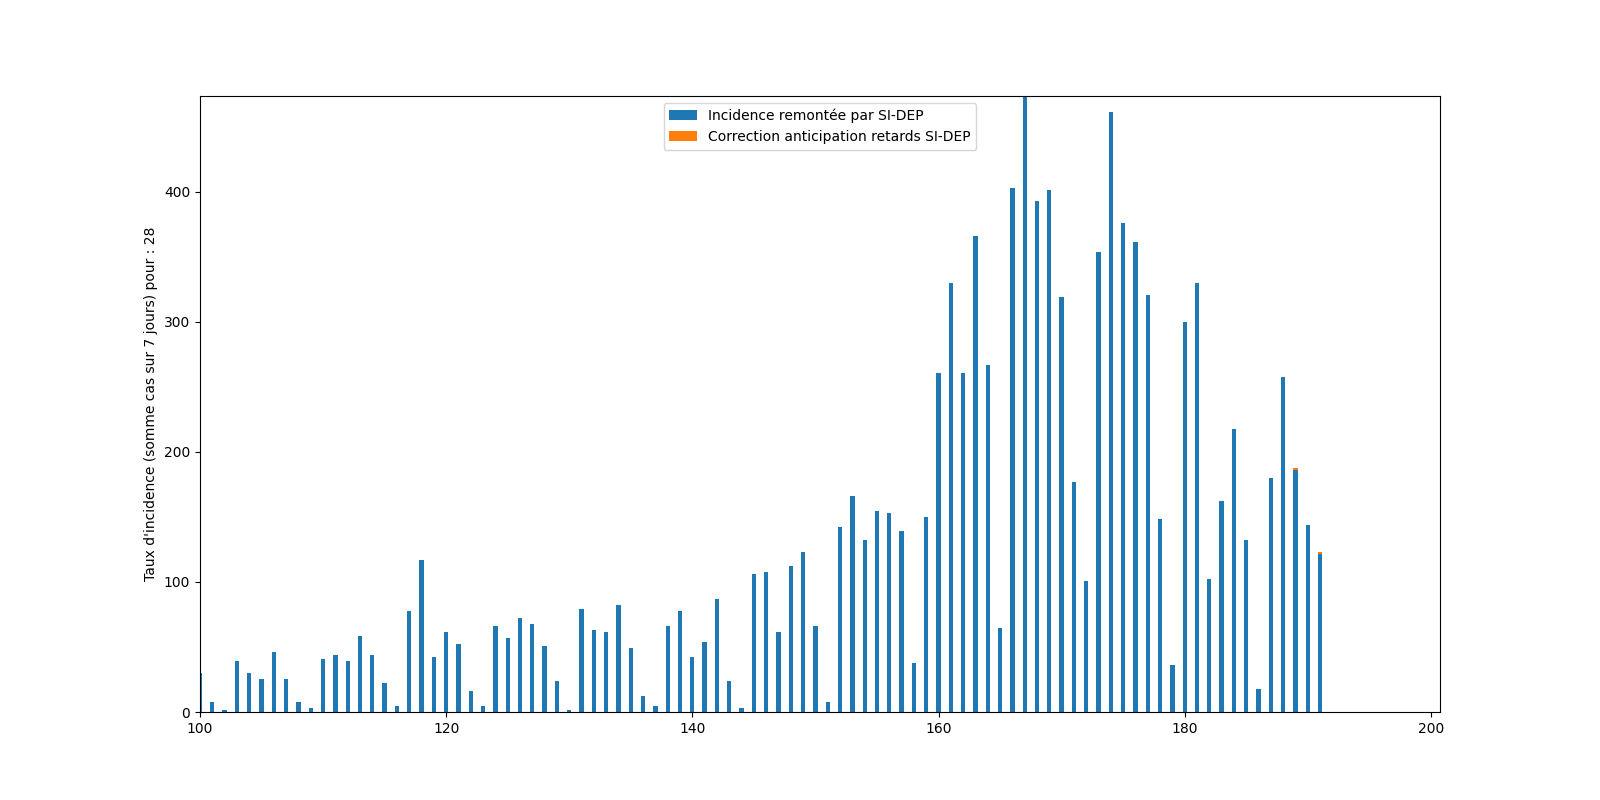 Incidence remontée par SI-DEP
Correction anticipation retards SI-DEP
Taux d'incidence (somme cas sur 7 jours) pour : 28
400
300
200
100
0
100 120 140 160 180 200